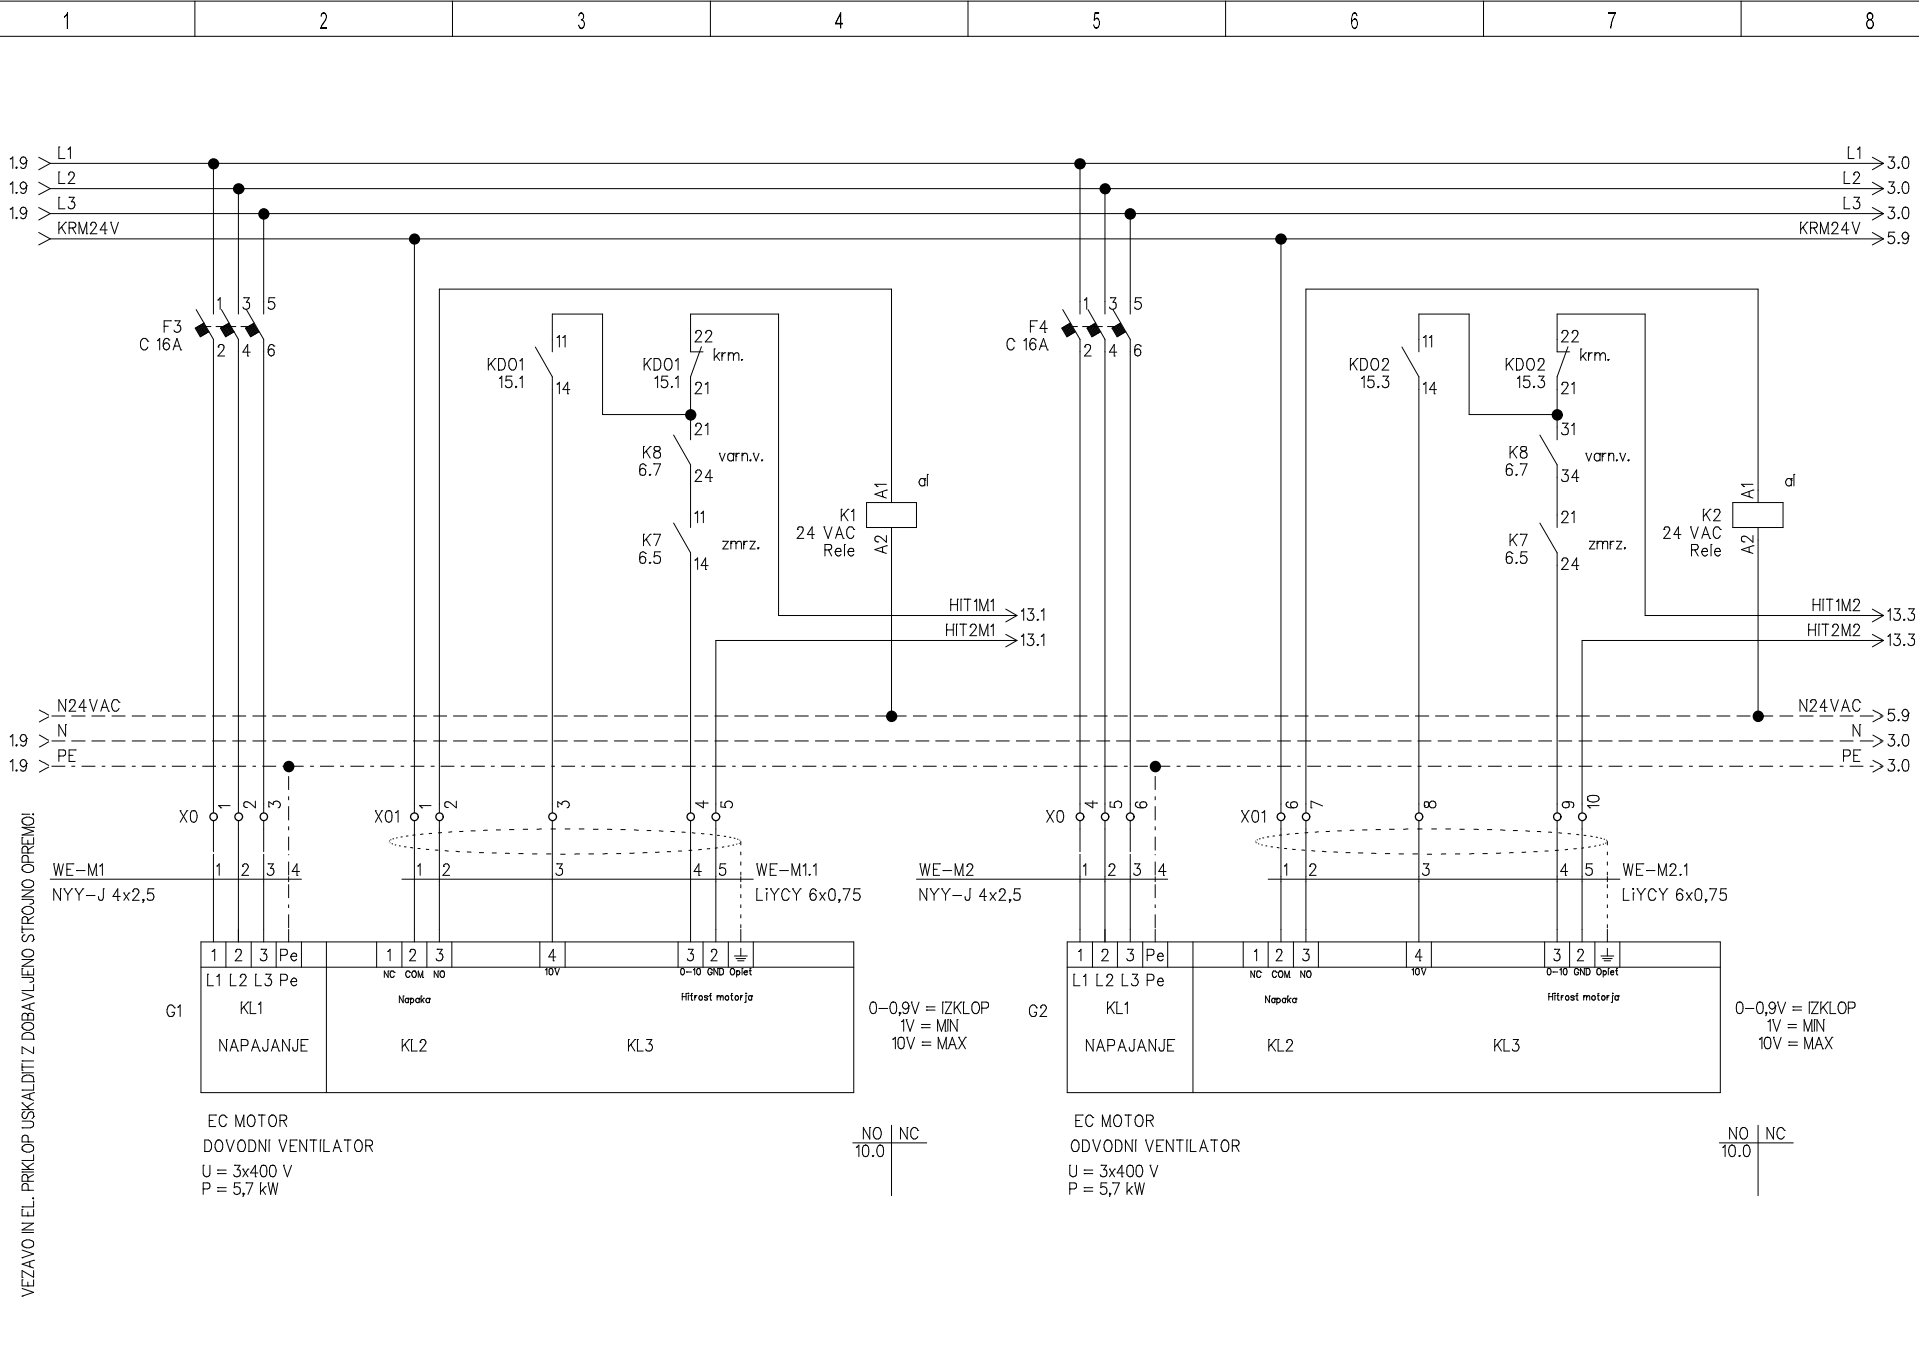 1 2 3 4 5 6 7 8
1.9 L1 L1 3.0
1.9 L2 L2 3.0
1.9 L3 L3 3.0
KRM24V KRM24V 5.9
F3
C 16A
1 3 5
2 4 6
KDO1
15.1
11
14
KDO1
15.1
22
krm.
21
K8
6.7
21
varn.v.
24
K7
6.5
11
zmrz.
14
K1
24 VAC
Rele
A1
A2
al
HIT1M1 13.1
HIT2M1 13.1
F4
C 16A
1 3 5
2 4 6
KDO2
15.3
11
14
KDO2
15.3
22
krm.
21
K8
6.7
31
varn.v.
34
K7
6.5
21
zmrz.
24
K2
24 VAC
Rele
A1
A2
al
HIT1M2 13.3
HIT2M2 13.3
N24VAC N24VAC 5.9
1.9 N N 3.0
1.9 PE PE 3.0
X0 1 2 3 X01 1 2 3 4 5
X0 4 5 6 X01 6 7 8 9 10
WE-M1 1 2 3 4
NYY-J 4x2,5
1 2 3 4 5 WE-M1.1
LiYCY 6x0,75
WE-M2 1 2 3 4
NYY-J 4x2,5
1 2 3 4 5 WE-M2.1
LiYCY 6x0,75
1 2 3 Pe 1 2 3 4 3 2
L1 L2 L3 Pe NC COM NO 10V 0-10 GND Oplet
Napaka Hitrost motorja
G1 KL1
NAPAJANJE KL2 KL3
0-0,9V = IZKLOP
1V = MIN
10V = MAX
1 2 3 Pe 1 2 3 4 3 2
L1 L2 L3 Pe NC COM NO 10V 0-10 GND Oplet
Napaka Hitrost motorja
G2 KL1
NAPAJANJE KL2 KL3
0-0,9V = IZKLOP
1V = MIN
10V = MAX
EC MOTOR
DOVODNI VENTILATOR
U = 3x400 V
P = 5,7 kW
NO NC
10.0
EC MOTOR
ODVODNI VENTILATOR
U = 3x400 V
P = 5,7 kW
NO NC
10.0
VEZAVO IN EL. PRIKLOP USKALDITI Z DOBAVLJENO STROJNO OPREMO!